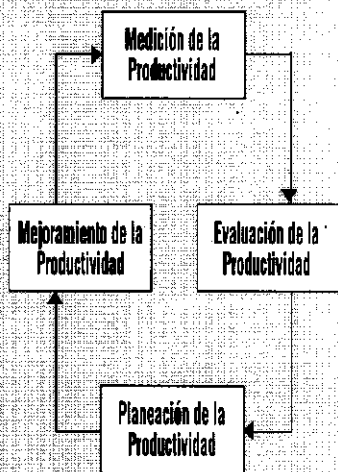 Medición de la
Productividad
Mejoramiento de la
Productividad
Evaluación de la
Productividad
Planeación de la
Productividad